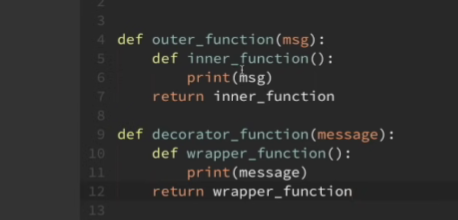 2
3
4 def outer_function(msg):
5     def inner_function():
6         print(msg)
7     return inner_function
8
9 def decorator_function(message):
10     def wrapper_function():
11         print(message)
12     return wrapper_function
13